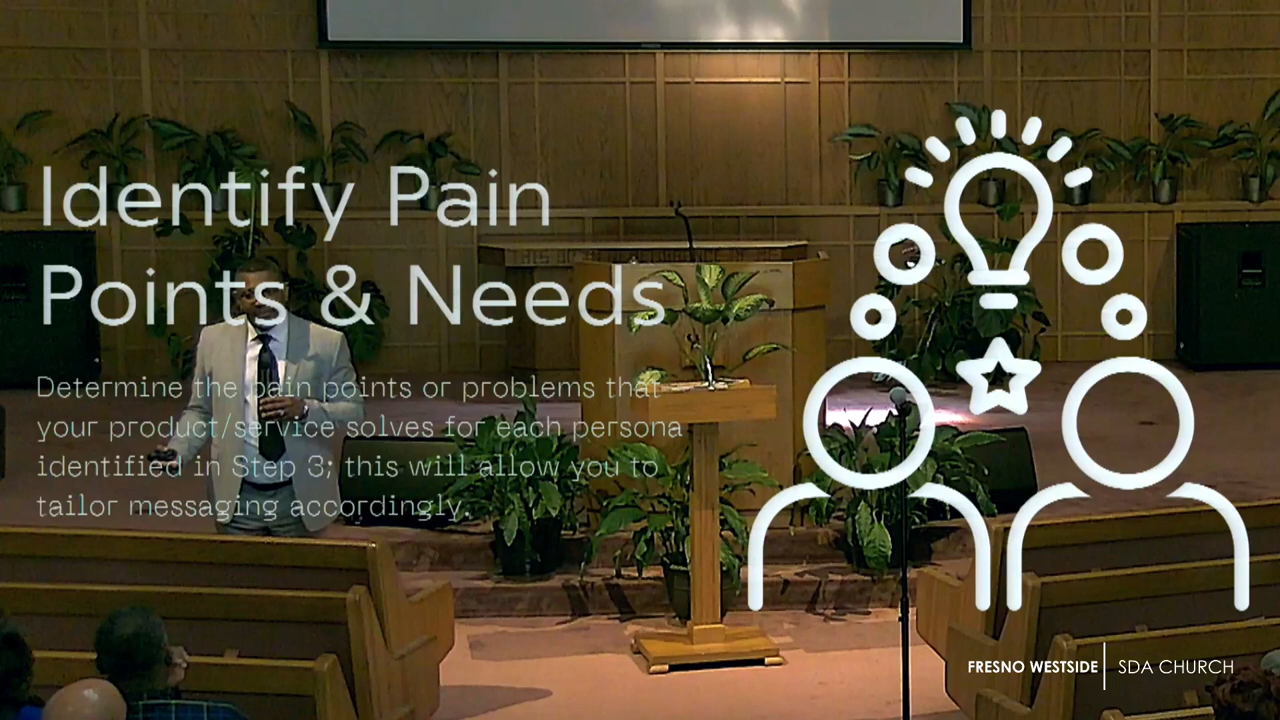 Identify Pain
Points & Needs
Determine the pain points or problems that
your product/service solves for each persona
identified in Step 3; this will allow you to
tailor messaging accordingly.
FRESNO WESTSIDE SDA CHURCH